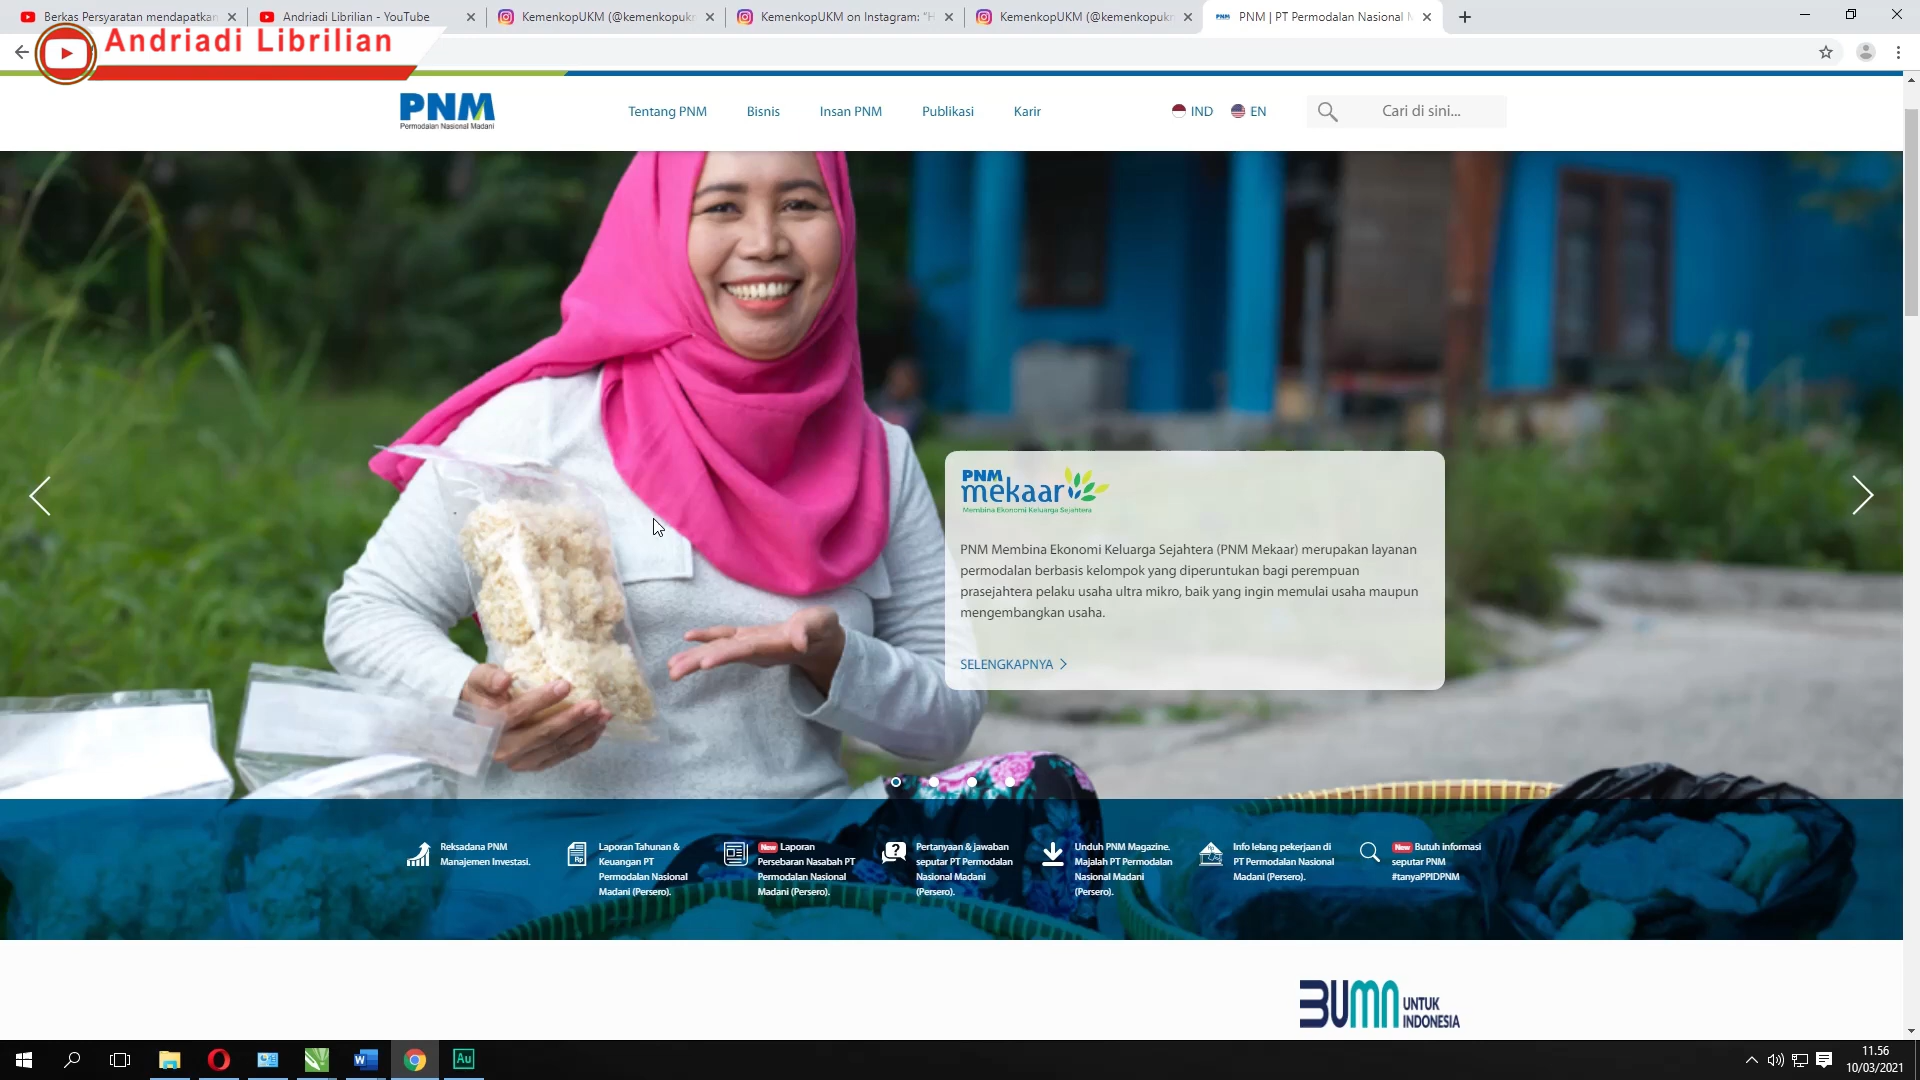 Berkas Persyaratan mendapatkan
Andriadi Librilian - YouTube
KemenkopUKM (@kemenkopukm
KemenkopUKM on Instagram: "H
KemenkopUKM (@kemenkopukm
PNM | PT Permodalan Nasional M
Andriadi Librilian
PNM
Permodalan Nasional Madani
Tentang PNM
Bisnis
Insan PNM
Publikasi
Karir
IND
EN
Cari di sini...
PNM
mekaar
Membina Ekonomi Keluarga Sejahtera
PNM Membina Ekonomi Keluarga Sejahtera (PNM Mekaar) merupakan layanan
permodalan berbasis kelompok yang diperuntukan bagi perempuan
prasejahtera pelaku usaha ultra mikro, baik yang ingin memulai usaha maupun
mengembangkan usaha.
SELENGKAPNYA
Reksadana PNM
Manajemen Investasi.
Laporan Tahunan &
Keuangan PT
Permodalan Nasional
Madani (Persero).
New Laporan
Persebaran Nasabah PT
Permodalan Nasional
Madani (Persero).
Pertanyaan & jawaban
seputar PT Permodalan
Nasional Madani
(Persero).
Unduh PNM Magazine.
Majalah PT Permodalan
Nasional Madani
(Persero).
Info lelang pekerjaan di
PT Permodalan Nasional
Madani (Persero).
New Butuh informasi
seputar PNM
#tanyaPPIDPNM
BUMN UNTUK
INDONESIA
Au
11.56
10/03/2021